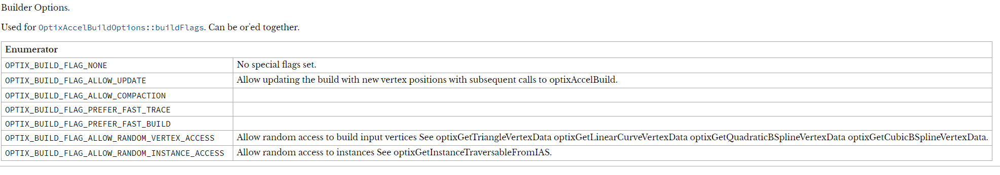 Builder Options.
Used for OptixAccelBuildOptions::buildFlags. Can be or'ed together.
Enumerator
OPTIX_BUILD_FLAG_NONE No special flags set.
OPTIX_BUILD_FLAG_ALLOW_UPDATE Allow updating the build with new vertex positions with subsequent calls to optixAccelBuild.
OPTIX_BUILD_FLAG_ALLOW_COMPACTION
OPTIX_BUILD_FLAG_PREFER_FAST_TRACE
OPTIX_BUILD_FLAG_PREFER_FAST_BUILD
OPTIX_BUILD_FLAG_ALLOW_RANDOM_VERTEX_ACCESS Allow random access to build input vertices See optixGetTriangleVertexData optixGetLinearCurveVertexData optixGetQuadraticBSplineVertexData optixGetCubicBSplineVertexData.
OPTIX_BUILD_FLAG_ALLOW_RANDOM_INSTANCE_ACCESS Allow random access to instances See optixGetInstanceTraversableFromIAS.